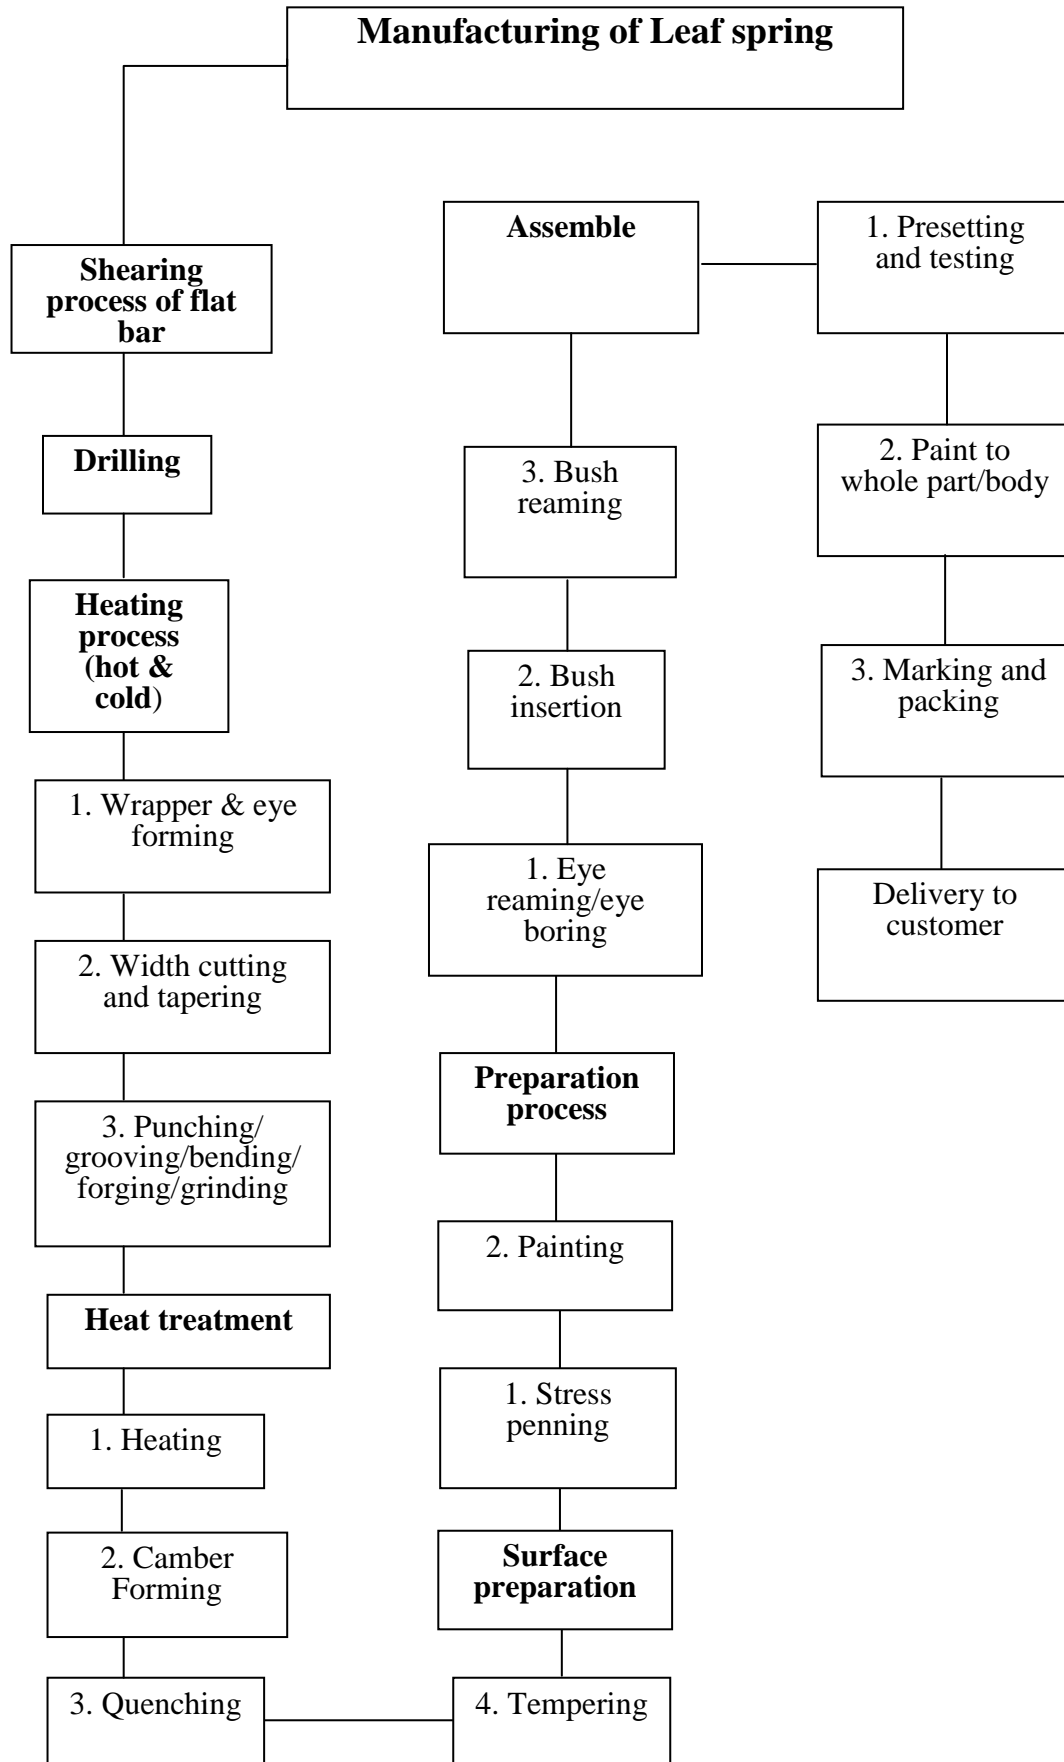 Manufacturing of Leaf spring
Shearing
process of flat
bar
Drilling
Heating
process
(hot &
cold)
1. Wrapper & eye
forming
2. Width cutting
and tapering
3. Punching/
grooving/bending/
forging/grinding
Heat treatment
1. Heating
2. Camber
Forming
3. Quenching
4. Tempering
Surface
preparation
1. Stress
penning
2. Painting
Preparation
process
1. Eye
reaming/eye
boring
2. Bush
insertion
3. Bush
reaming
Assemble
1. Presetting
and testing
2. Paint to
whole part/body
3. Marking and
packing
Delivery to
customer